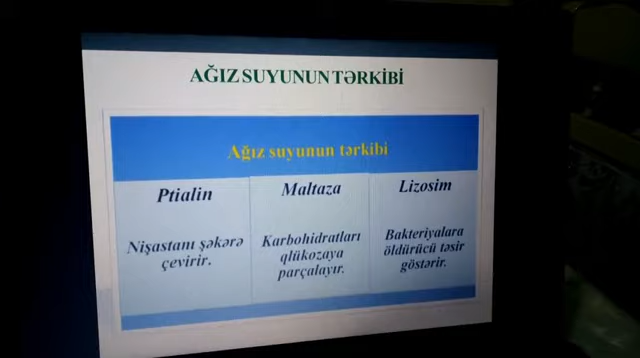 AĞIZ SUYUNUN TƏRKİBİ
Ağız suyunun tərkibi
Ptialin
Nişastanı şəkərə
çevirir.
Maltaza
Karbohidratları
qlükozaya
parçalayır.
Lizosim
Bakteriyalara
öldürücü təsir
göstərir.